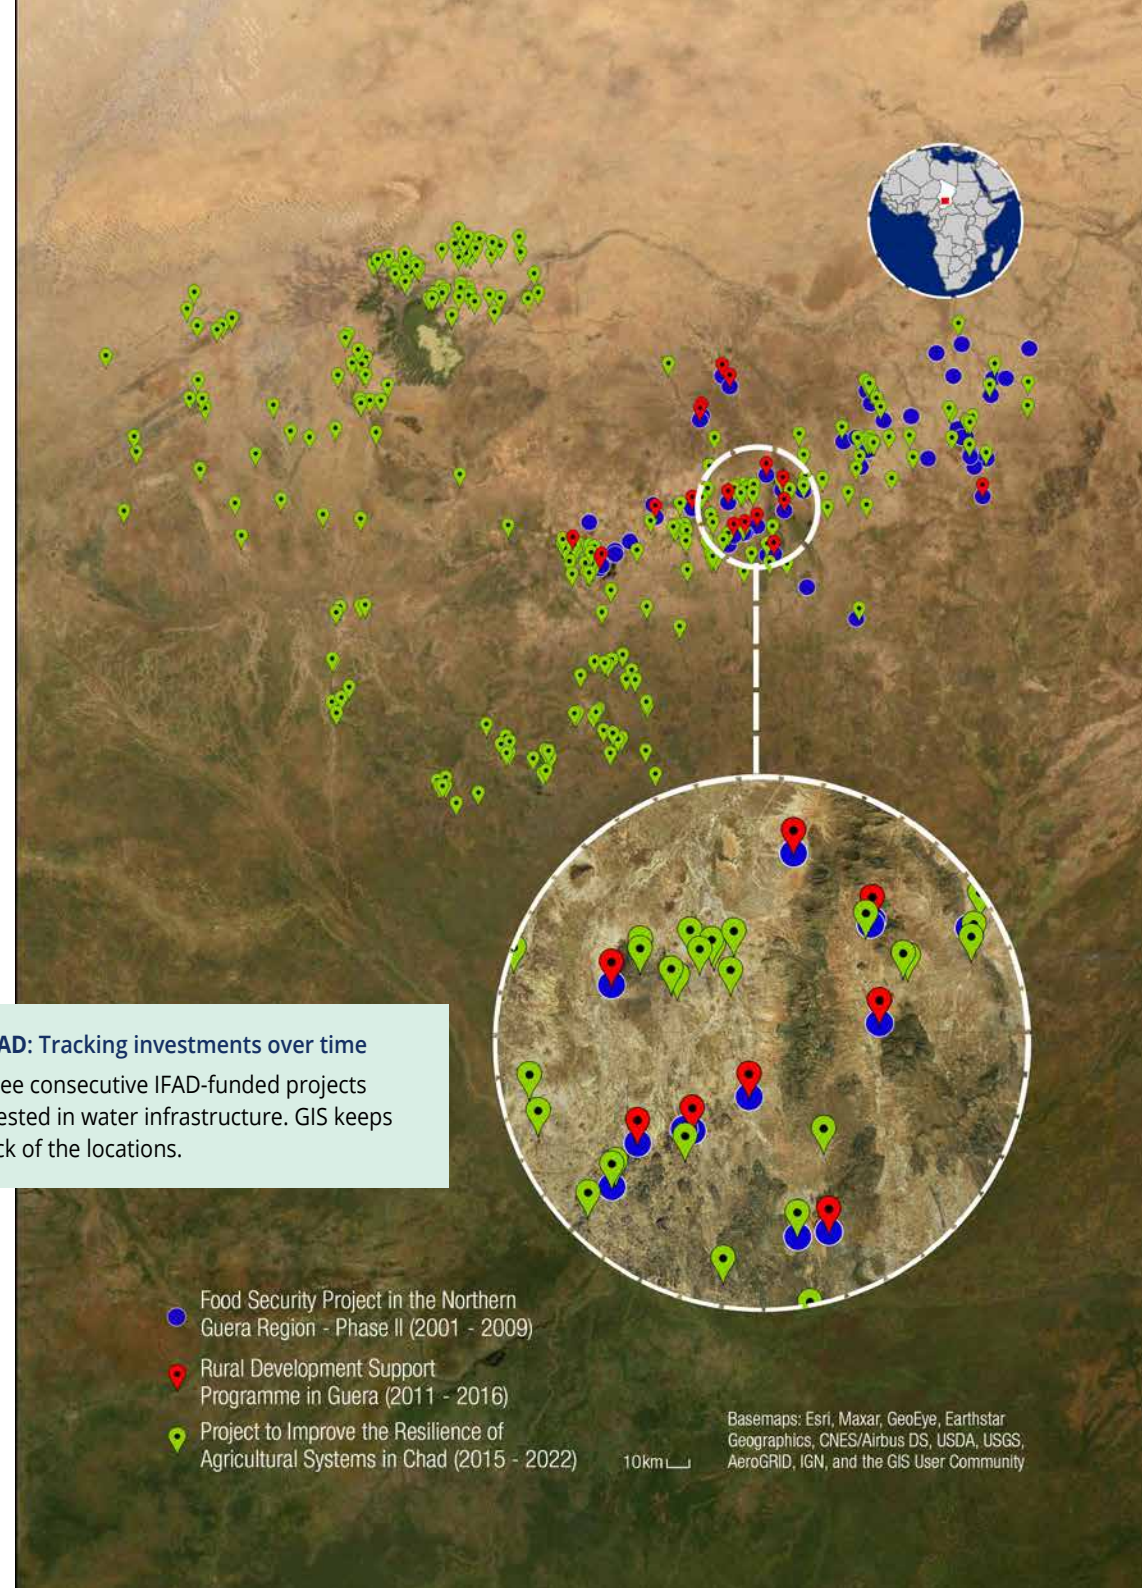 AD: Tracking investments over time
ee consecutive IFAD-funded projects
ested in water infrastructure. GIS keeps
ck of the locations.
Food Security Project in the Northern
Guera Region - Phase II (2001 - 2009)
Rural Development Support
Programme in Guera (2011 - 2016)
Project to Improve the Resilience of
Agricultural Systems in Chad (2015 - 2022)
10km
Basemaps: Esri, Maxar, GeoEye, Earthstar
Geographics, CNES/Airbus DS, USDA, USGS,
AeroGRID, IGN, and the GIS User Community